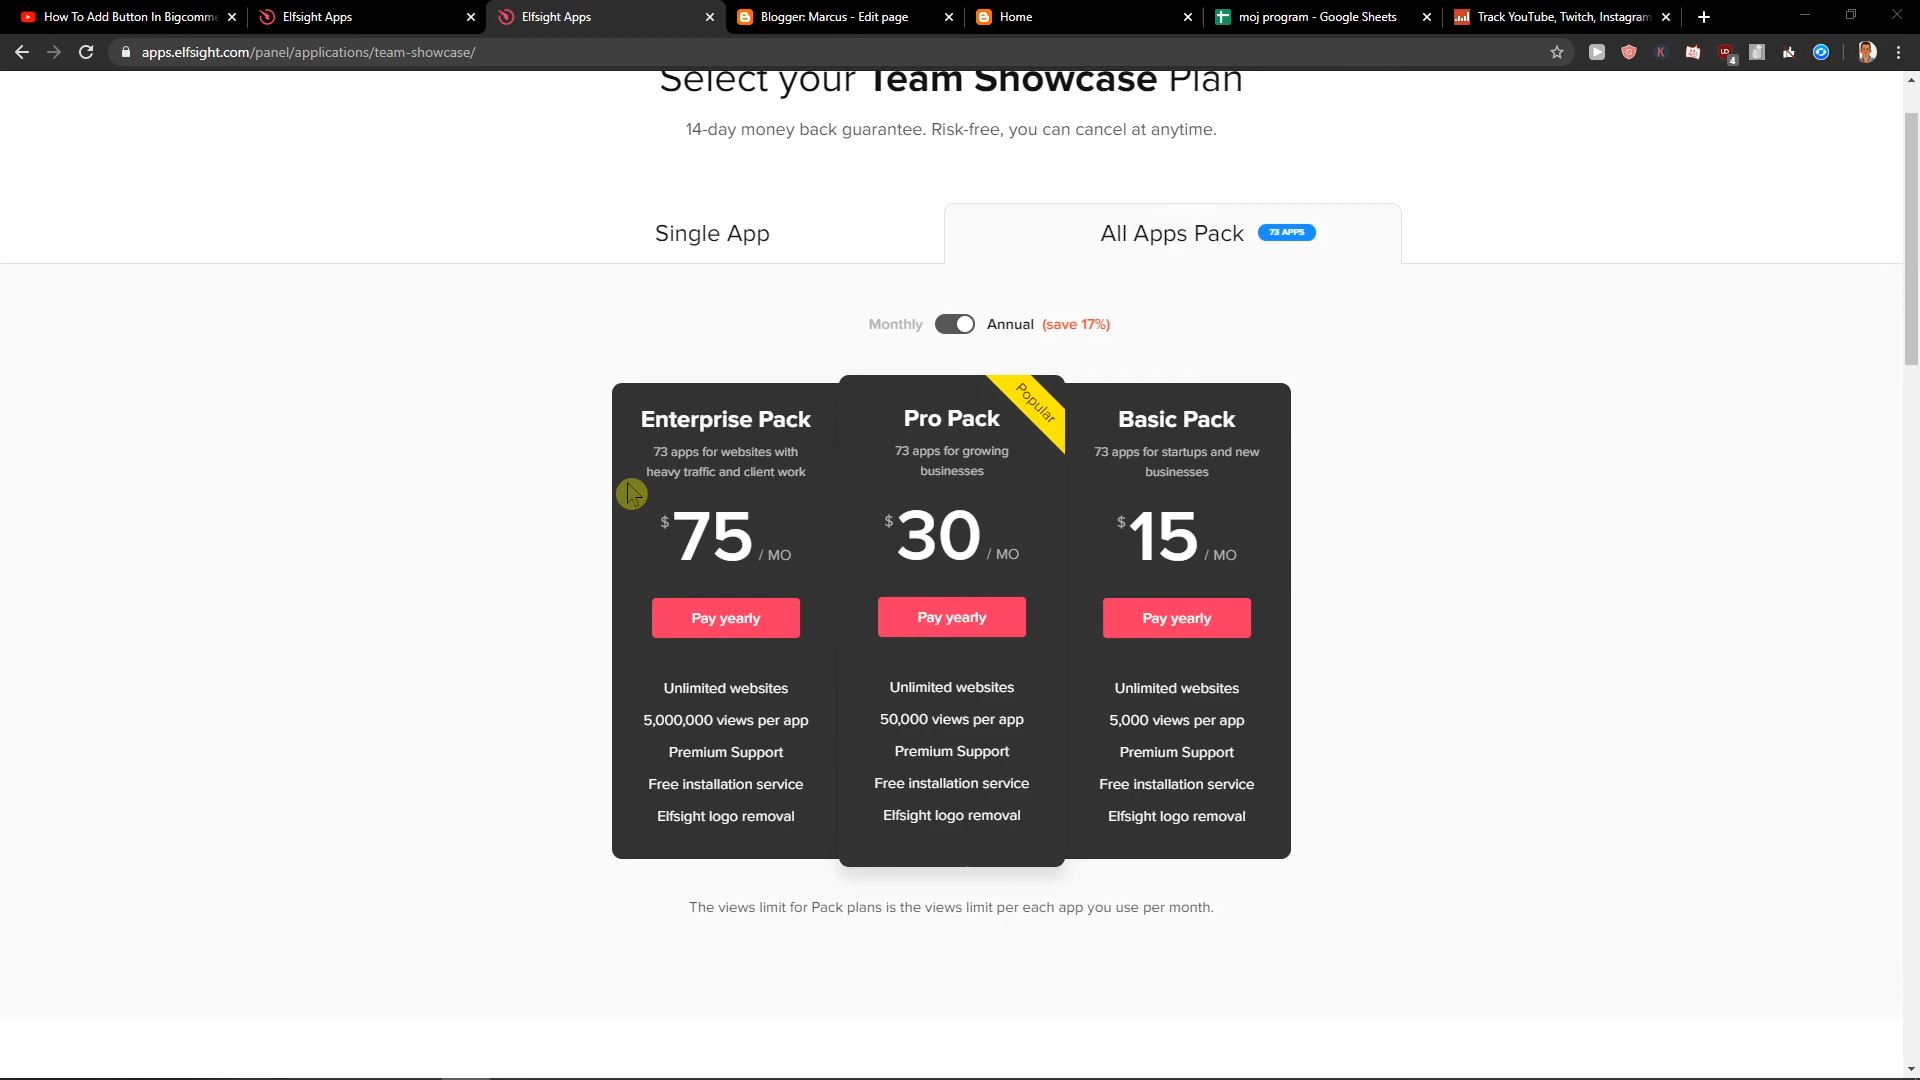 How To Add Button In Bigcomme
Elfsight Apps
Elfsight Apps
Blogger: Marcus - Edit page
Home
moj program - Google Sheets
Track YouTube, Twitch, Instagram
apps.elfsight.com/panel/applications/team-showcase/
4
Select your Team Showcase Plan
14-day money back guarantee. Risk-free, you can cancel at anytime.
Single App
All Apps Pack 73 APPS
Monthly Annual (save 17%)
Enterprise Pack
73 apps for websites with
heavy traffic and client work
$75 / MO
Pay yearly
Unlimited websites
5,000,000 views per app
Premium Support
Free installation service
Elfsight logo removal
Popular
Pro Pack
73 apps for growing
businesses
$30 / MO
Pay yearly
Unlimited websites
50,000 views per app
Premium Support
Free installation service
Elfsight logo removal
Basic Pack
73 apps for startups and new
businesses
$15 / MO
Pay yearly
Unlimited websites
5,000 views per app
Premium Support
Free installation service
Elfsight logo removal
The views limit for Pack plans is the views limit per each app you use per month.